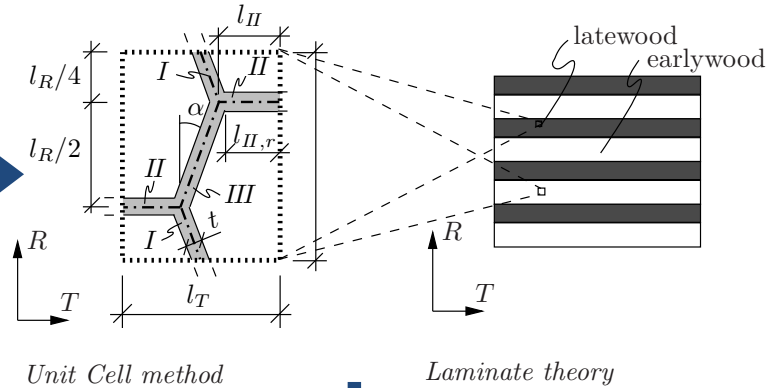 l_II
latewood
earlywood
l_R/4
I
II
α
l_II,r
l_R/2
II
III
I
t
R
T
l_T
R
T
Unit Cell method
Laminate theory